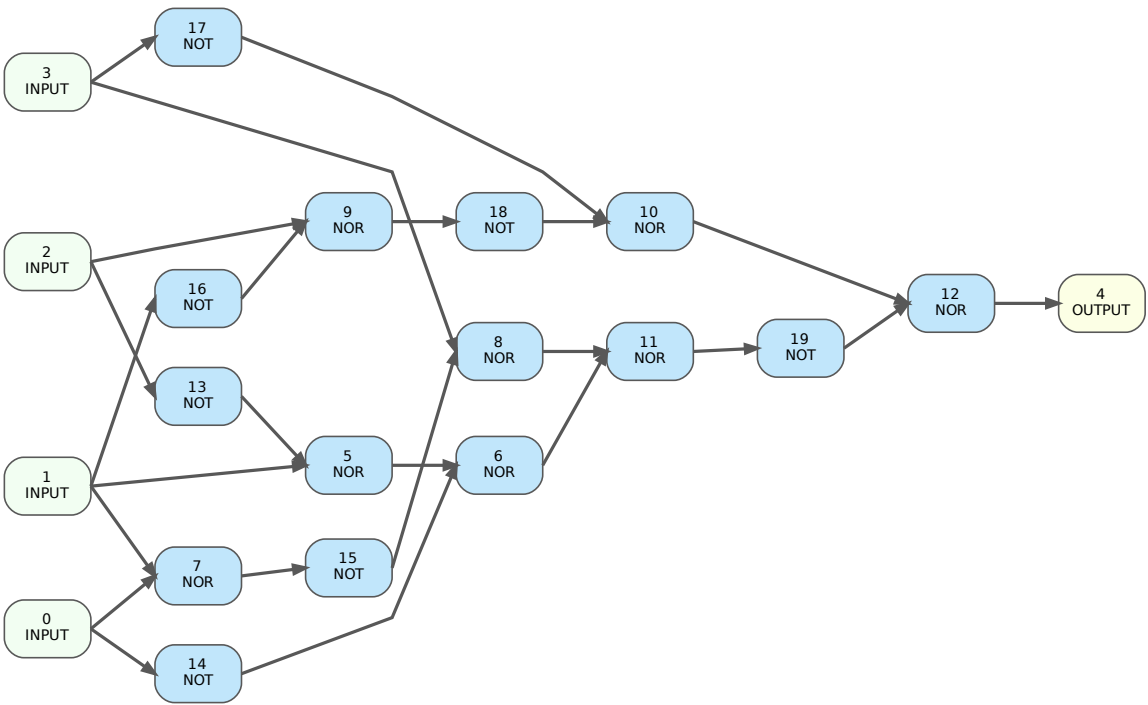 17
NOT
3
INPUT
9
NOR
18
NOT
10
NOR
2
INPUT
16
NOT
12
NOR
4
OUTPUT
8
NOR
11
NOR
19
NOT
13
NOT
5
NOR
6
NOR
1
INPUT
7
NOR
15
NOT
0
INPUT
14
NOT